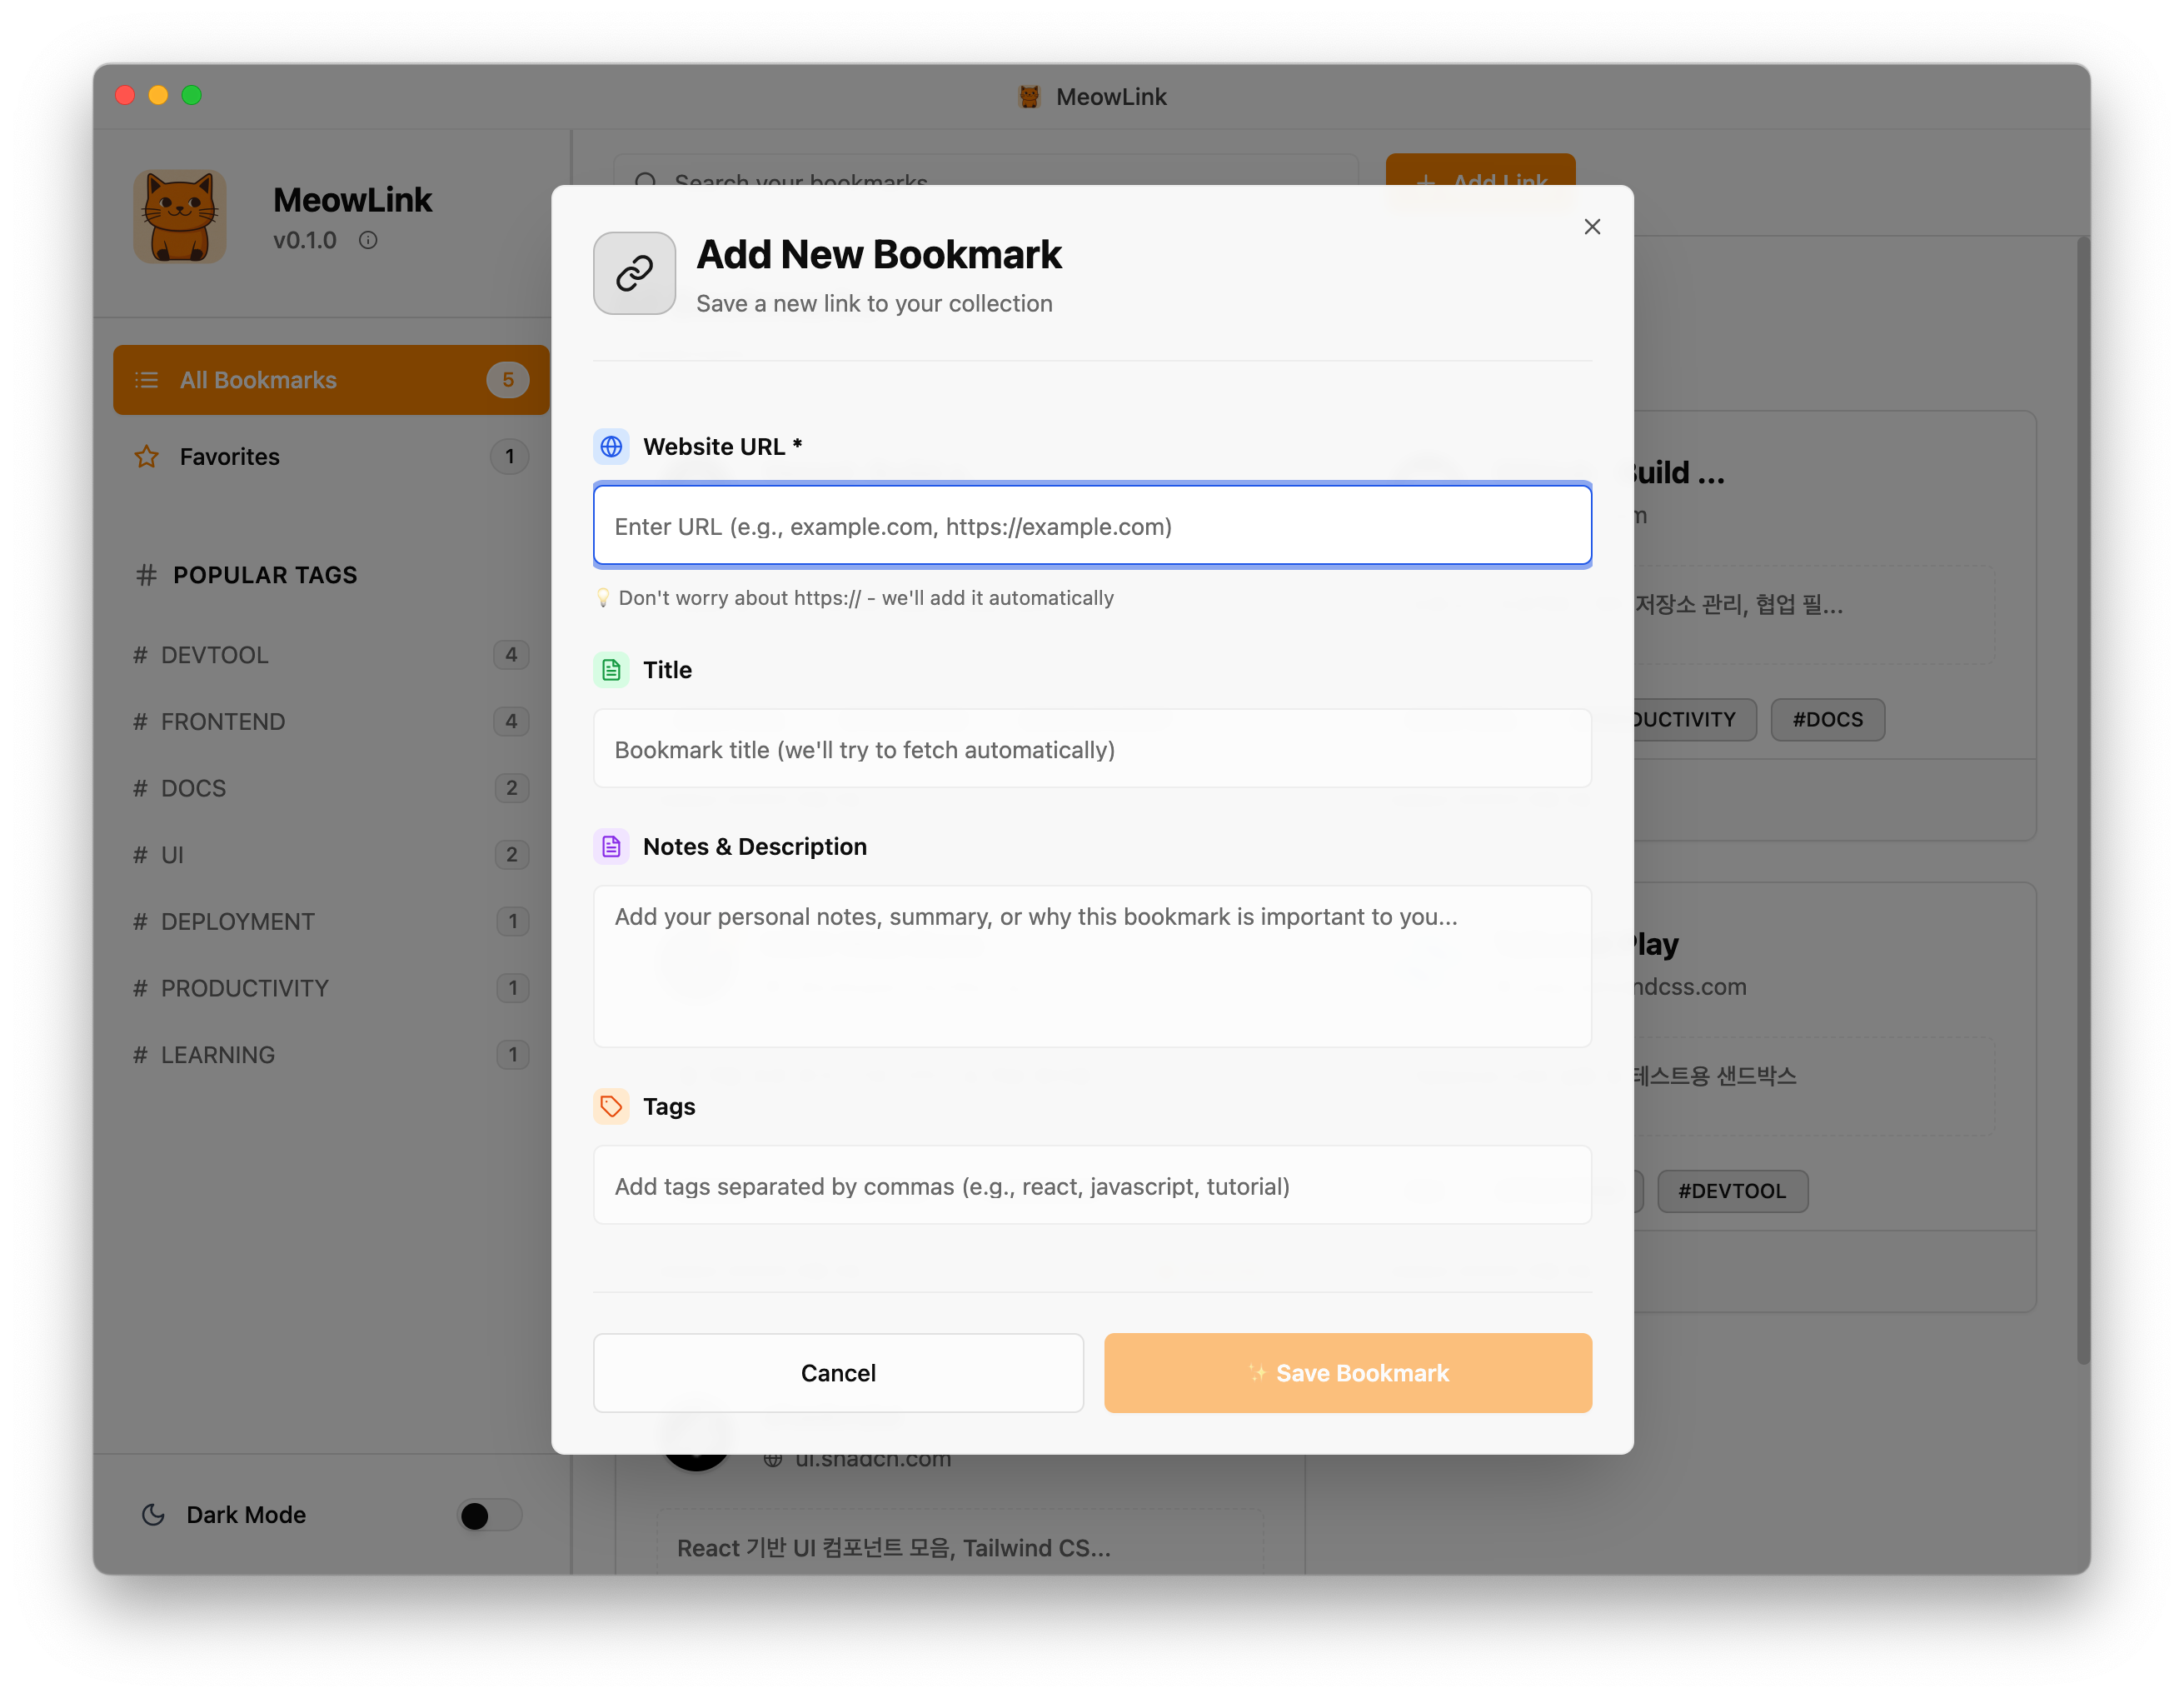 MeowLink
MeowLink
v0.1.0
All Bookmarks 5
Favorites 1
# POPULAR TAGS
# DEVTOOL 4
# FRONTEND 4
# DOCS 2
# UI 2
# DEPLOYMENT 1
# PRODUCTIVITY 1
# LEARNING 1
Dark Mode
Search your bookmarks
+ Add Link
Add New Bookmark
Save a new link to your collection
Website URL *
Enter URL (e.g., example.com, https://example.com)
💡 Don't worry about https:// - we'll add it automatically
Title
Bookmark title (we'll try to fetch automatically)
Notes & Description
Add your personal notes, summary, or why this bookmark is important to you...
Tags
Add tags separated by commas (e.g., react, javascript, tutorial)
Cancel
✨ Save Bookmark
Build ...
저장소 관리, 협업 필...
DUCTIVITY
#DOCS
Play
ndcss.com
테스트용 샌드박스
#DEVTOOL
ui.shadcn.com
React 기반 UI 컴포넌트 모음, Tailwind CS...